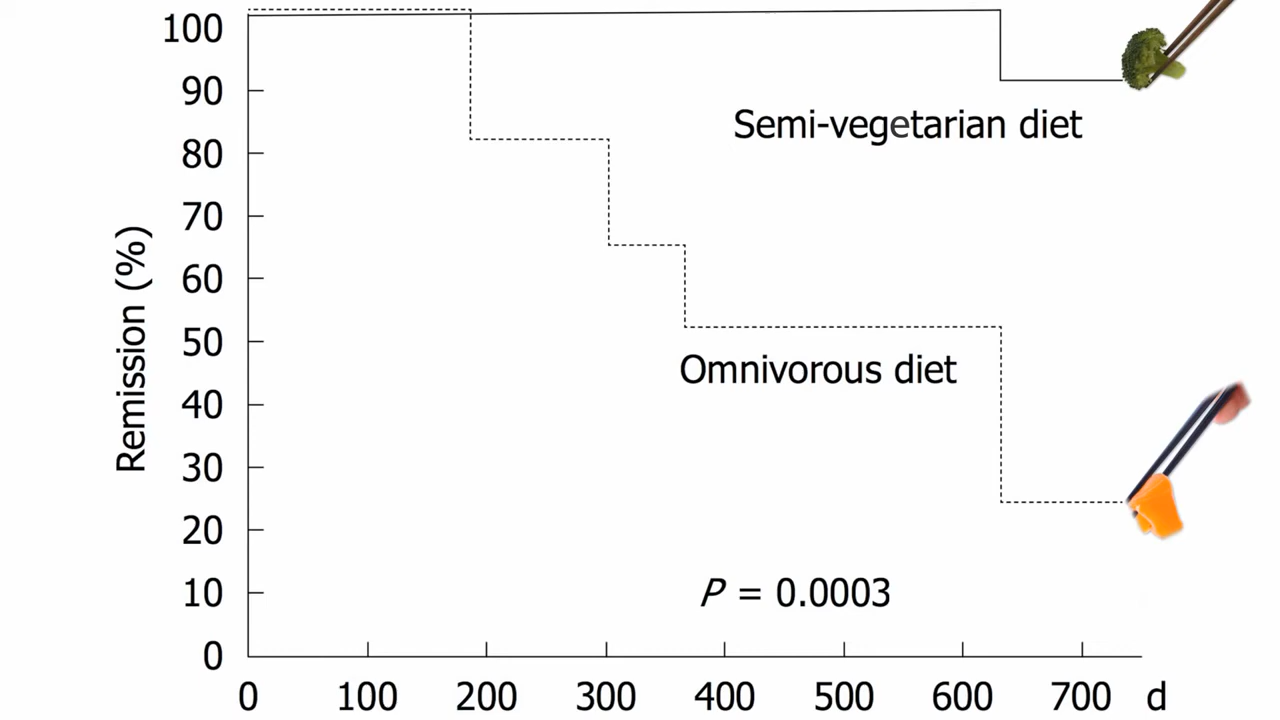 100
90
80
70
60
50
40
30
20
10
0
Remission (%)
Semi-vegetarian diet
Omnivorous diet
P = 0.0003
0 100 200 300 400 500 600 700 d